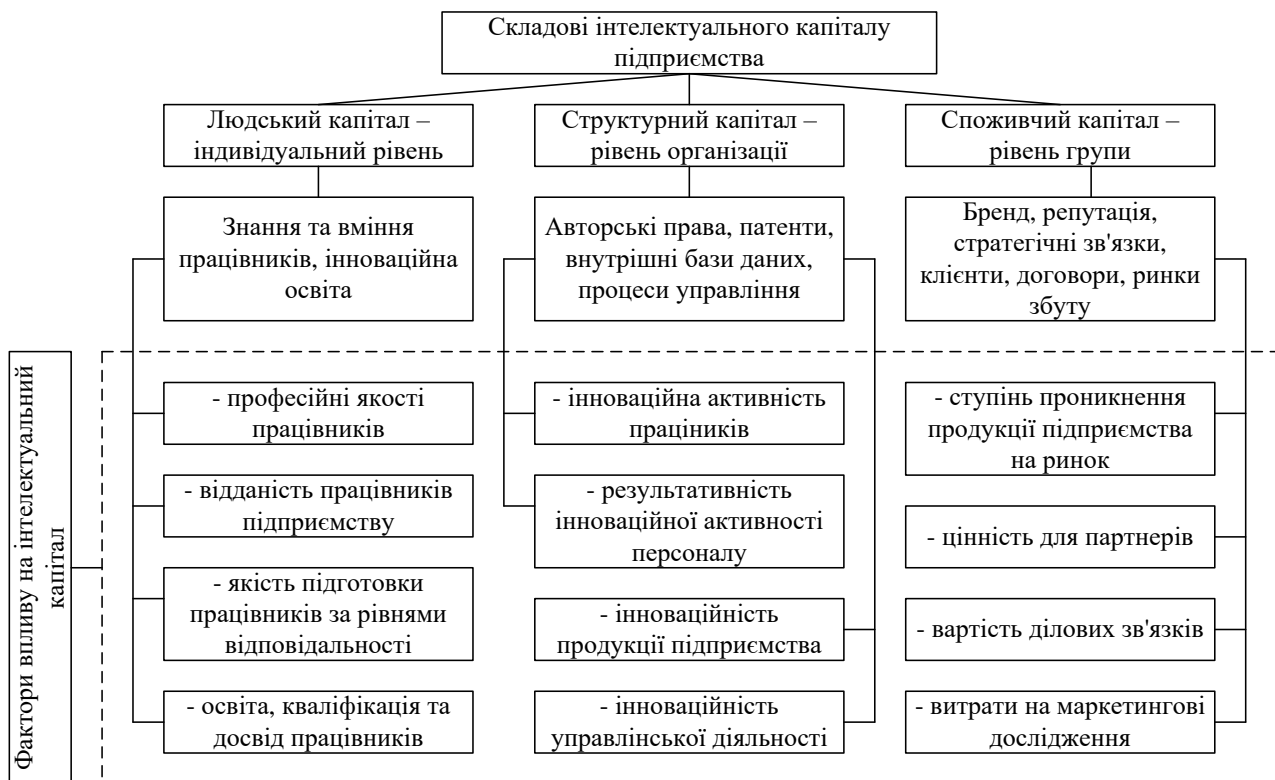 Складові інтелектуального капіталу
підприємства
Людський капітал –
індивідуальний рівень
Структурний капітал –
рівень організації
Споживчий капітал –
рівень групи
Знання та вміння
працівників, інноваційна
освіта
Авторські права, патенти,
внутрішні бази даних,
процеси управління
Бренд, репутація,
стратегічні зв'язки,
клієнти, договори, ринки
збуту
Фактори впливу на інтелектуальний
капітал
- професійні якості
працівників
- відданість працівників
підприємству
- якість підготовки
працівників за рівнями
відповідальності
- освіта, кваліфікація та
досвід працівників
- інноваційна активність
праціників
- результативність
інноваційної активності
персоналу
- інноваційність
продукції підприємства
- інноваційність
управлінської діяльності
- ступінь проникнення
продукції підприємства
на ринок
- цінність для партнерів
- вартість ділових зв'язків
- витрати на маркетингові
дослідження